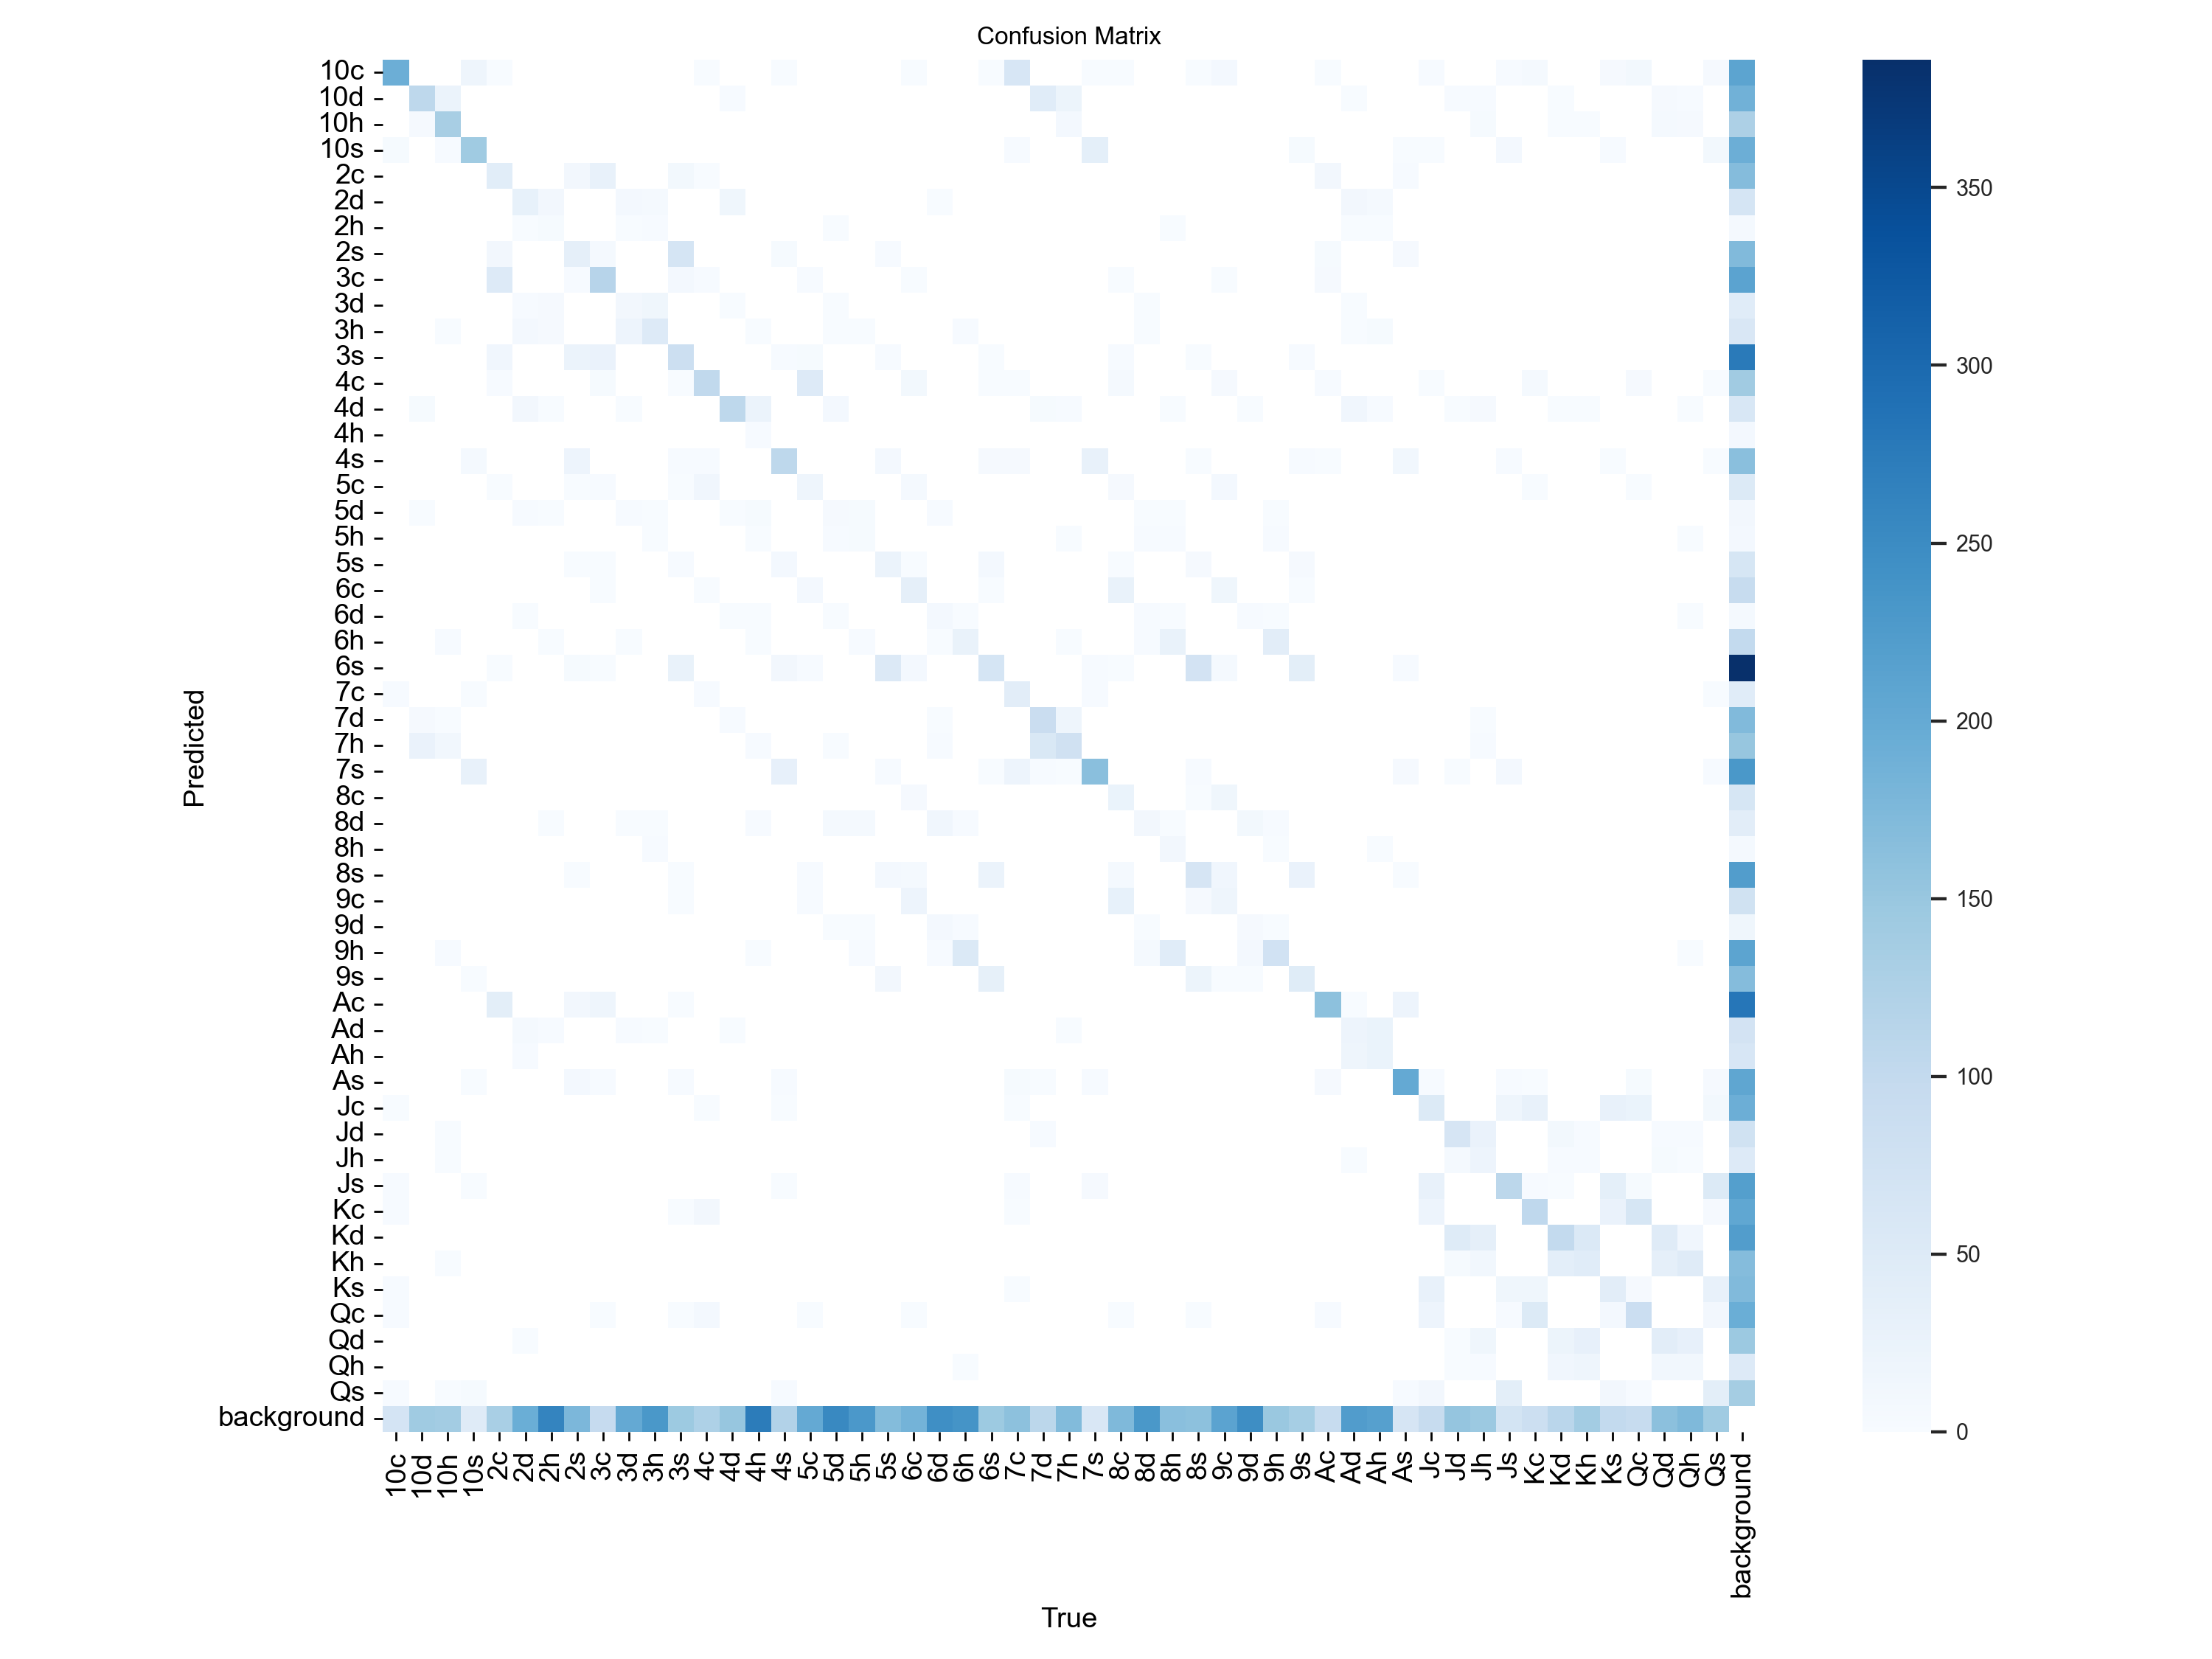 Confusion Matrix
10c
10d
10h
10s
2c
2d
2h
2s
3c
3d
3h
3s
4c
4d
4h
4s
5c
5d
5h
5s
6c
6d
6h
6s
7c
7d
7h
7s
8c
8d
8h
8s
9c
9d
9h
9s
Ac
Ad
Ah
As
Jc
Jd
Jh
Js
Kc
Kd
Kh
Ks
Qc
Qd
Qh
Qs
background
Predicted
10c 10d 10h 10s 2c 2d 2h 2s 3c 3d 3h 3s 4c 4d 4h 4s 5c 5d 5h 5s 6c 6d 6h 6s 7c 7d 7h 7s 8c 8d 8h 8s 9c 9d 9h 9s Ac Ad Ah As Jc Jd Jh Js Kc Kd Kh Ks Qc Qd Qh Qs background
True
350
300
250
200
150
100
50
0